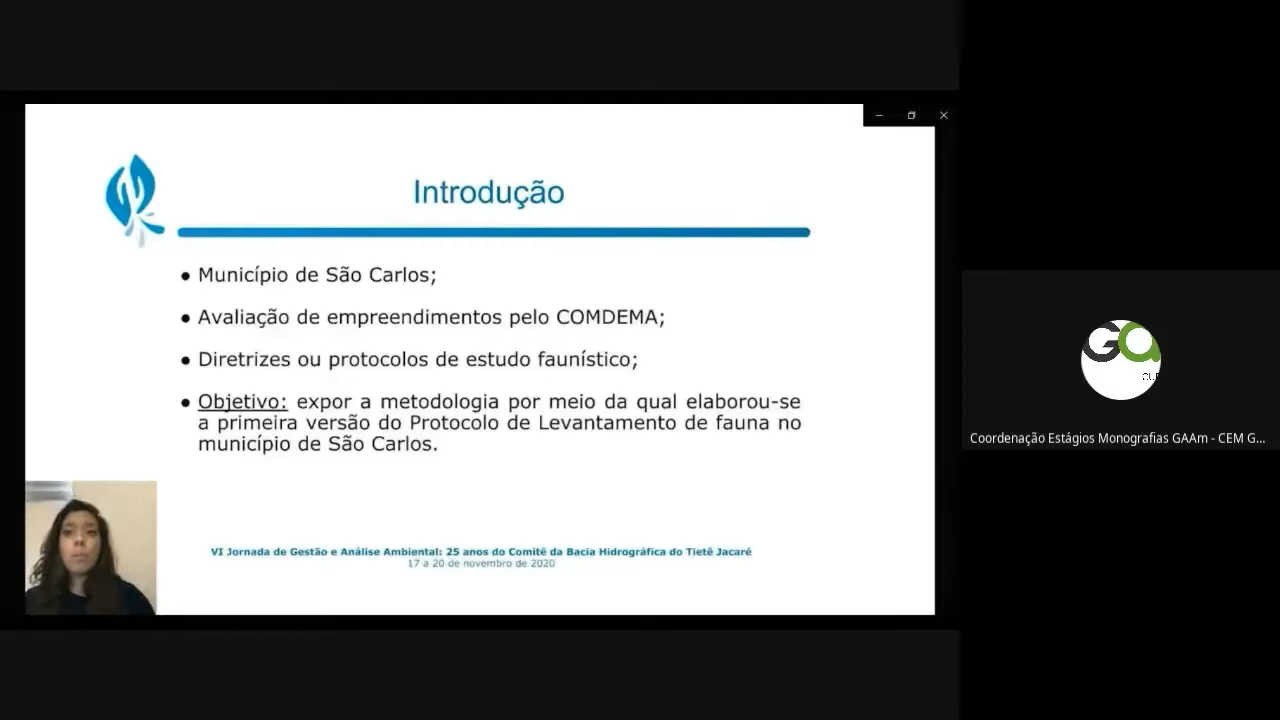 Introdução
● Município de São Carlos;
● Avaliação de empreendimentos pelo COMDEMA;
● Diretrizes ou protocolos de estudo faunístico;
● Objetivo: expor a metodologia por meio da qual elaborou-se
a primeira versão do Protocolo de Levantamento de fauna no
município de São Carlos.
VI Jornada de Gestão e Análise Ambiental: 25 anos do Comitê da Bacia Hidrográfica do Tietê Jacaré
17 a 20 de novembro de 2020
Ga
Coordenação Estágios Monografias GAAm - CEM G...